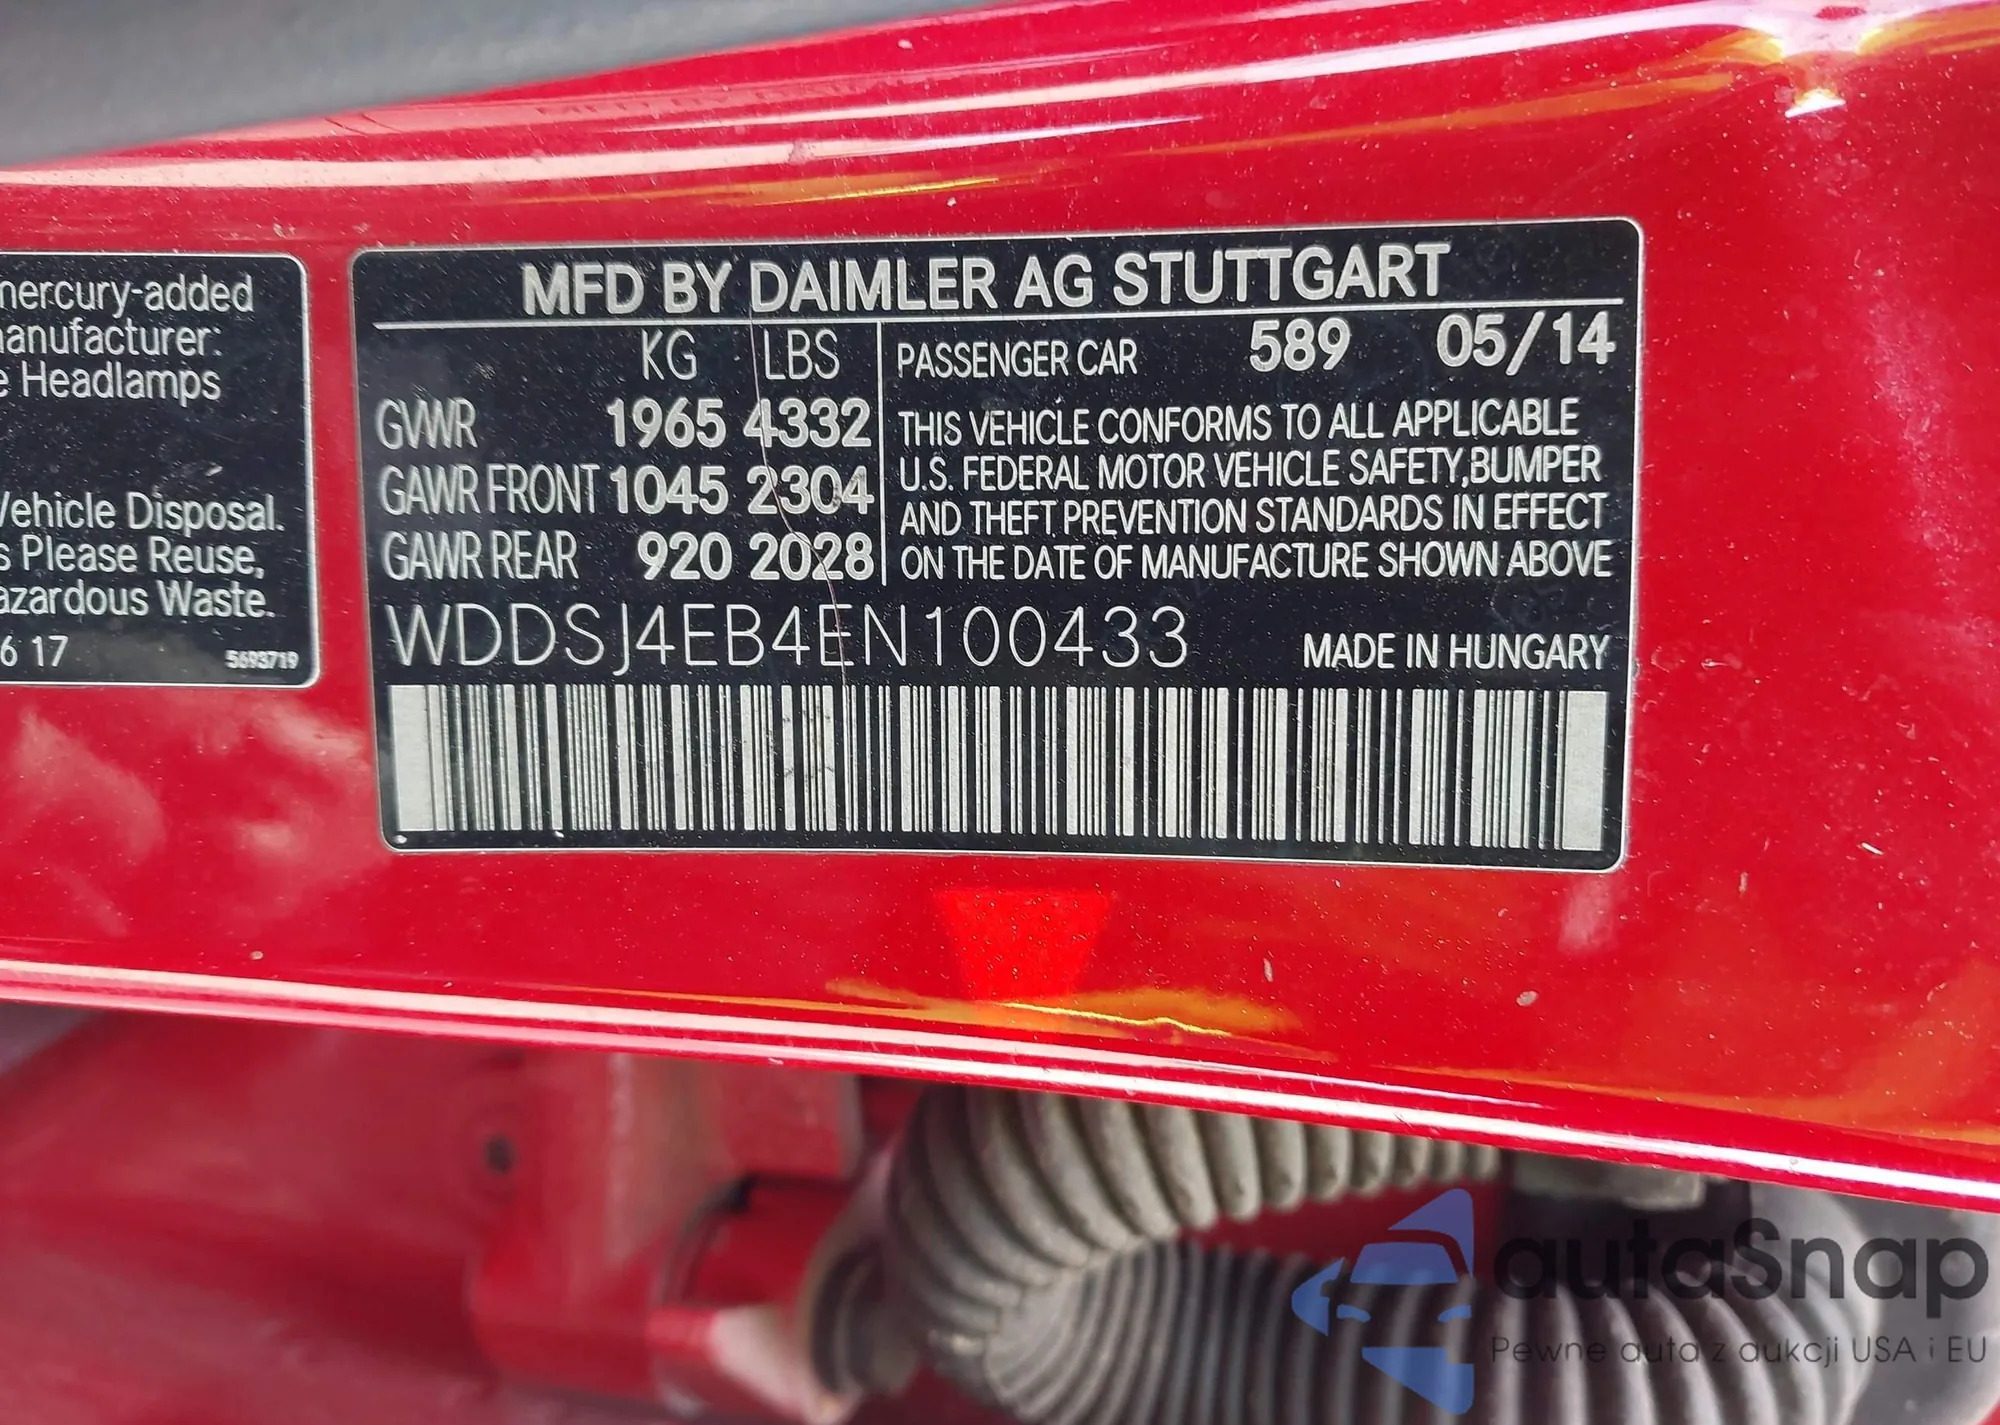 mercury-added
manufacturer:
e Headlamps
Vehicle Disposal.
s Please Reuse,
azardous Waste.
6 17
5693719
MFD BY DAIMLER AG STUTTGART
KG LBS
GVWR 1965 4332
GAWR FRONT 1045 2304
GAWR REAR 920 2028
PASSENGER CAR 589 05/14
THIS VEHICLE CONFORMS TO ALL APPLICABLE
U.S. FEDERAL MOTOR VEHICLE SAFETY,BUMPER
AND THEFT PREVENTION STANDARDS IN EFFECT
ON THE DATE OF MANUFACTURE SHOWN ABOVE
WDDSJ4EB4EN100433
MADE IN HUNGARY
autaSnap
Pewne auta z aukcji USA i EU